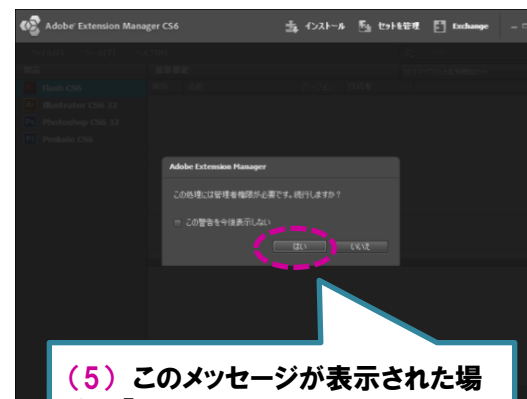 Adobe® Extension Manager CS6
インストール セットを管理 Exchange
製品
Flash CS6
Illustrator CS6 32
Photoshop CS6 32
Prelude CS6
Adobe Extension Manager
この処理には管理者権限が必要です。続行しますか？
この警告を今後表示しない
はい いいえ
（5）このメッセージが表示された場